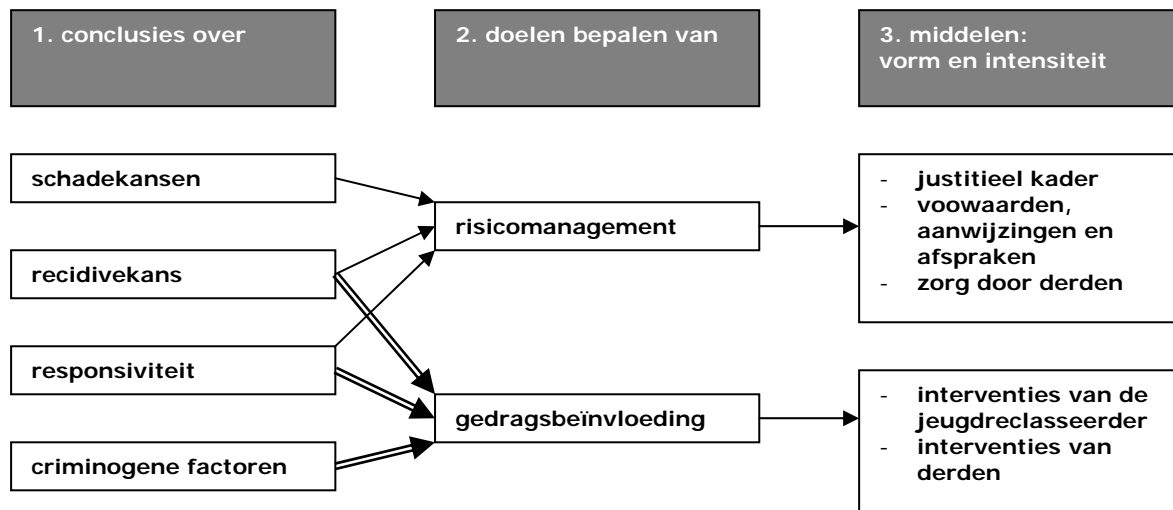 1. conclusies over
2. doelen bepalen van
3. middelen:
vorm en intensiteit
schadekansen
recidivekans
responsiviteit
criminogene factoren
risicomanagement
gedragsbeïnvloeding
- justitieel kader
- voowaarden,
aanwijzingen en
afspraken
- zorg door derden
- interventies van de
jeugdreclasseerder
- interventies van
derden